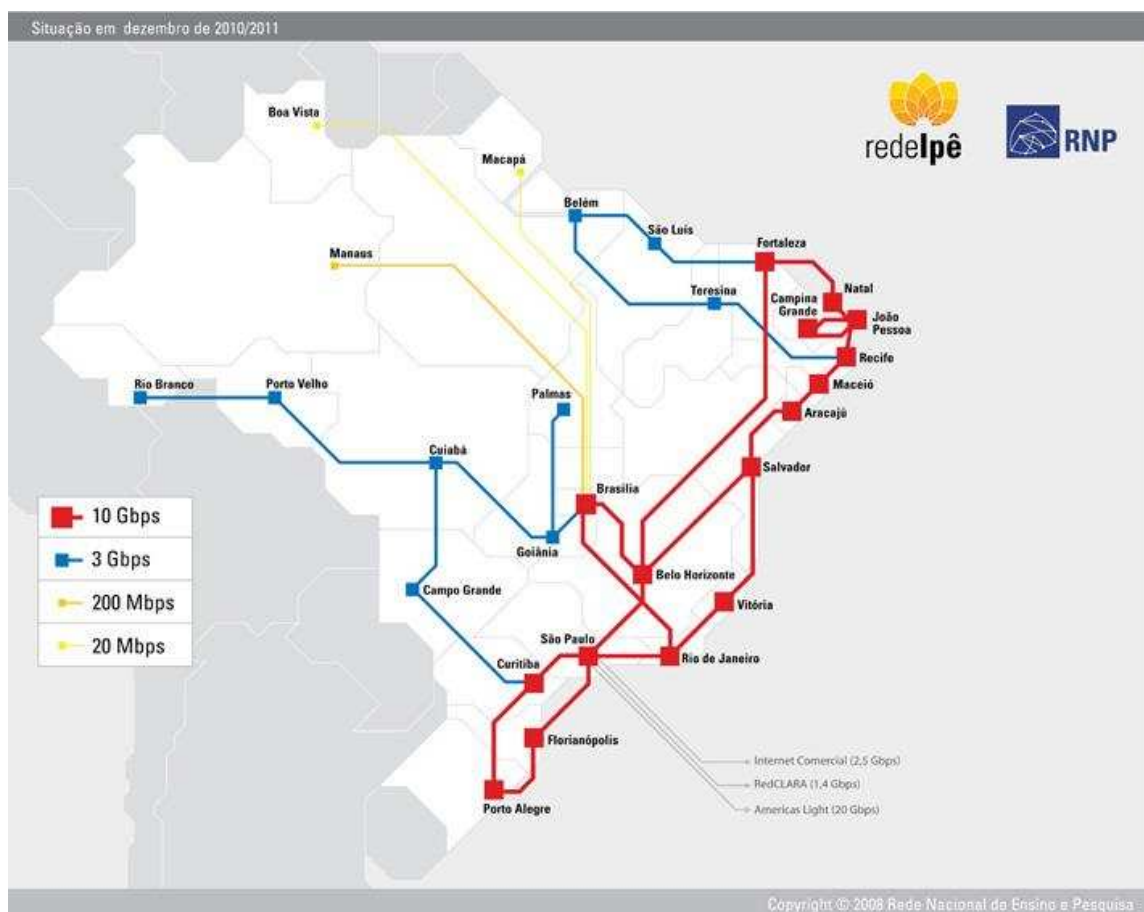 Situação em dezembro de 2010/2011
redeIpê
RNP
Boa Vista
Macapá
Belém
São Luís
Fortaleza
Manaus
Teresina
Natal
Campina
Grande
João
Pessoa
Recife
Rio Branco
Porto Velho
Palmas
Maceió
Aracajú
Cuiabá
Salvador
Brasília
10 Gbps
3 Gbps
200 Mbps
20 Mbps
Goiânia
Belo Horizonte
Campo Grande
Vitória
São Paulo
Curitiba
Rio de Janeiro
Florianópolis
Porto Alegre
Internet Comercial (2,5 Gbps)
RedCLARA (1,4 Gbps)
Americas Light (20 Gbps)
Copyright © 2008 Rede Nacional de Ensino e Pesquisa